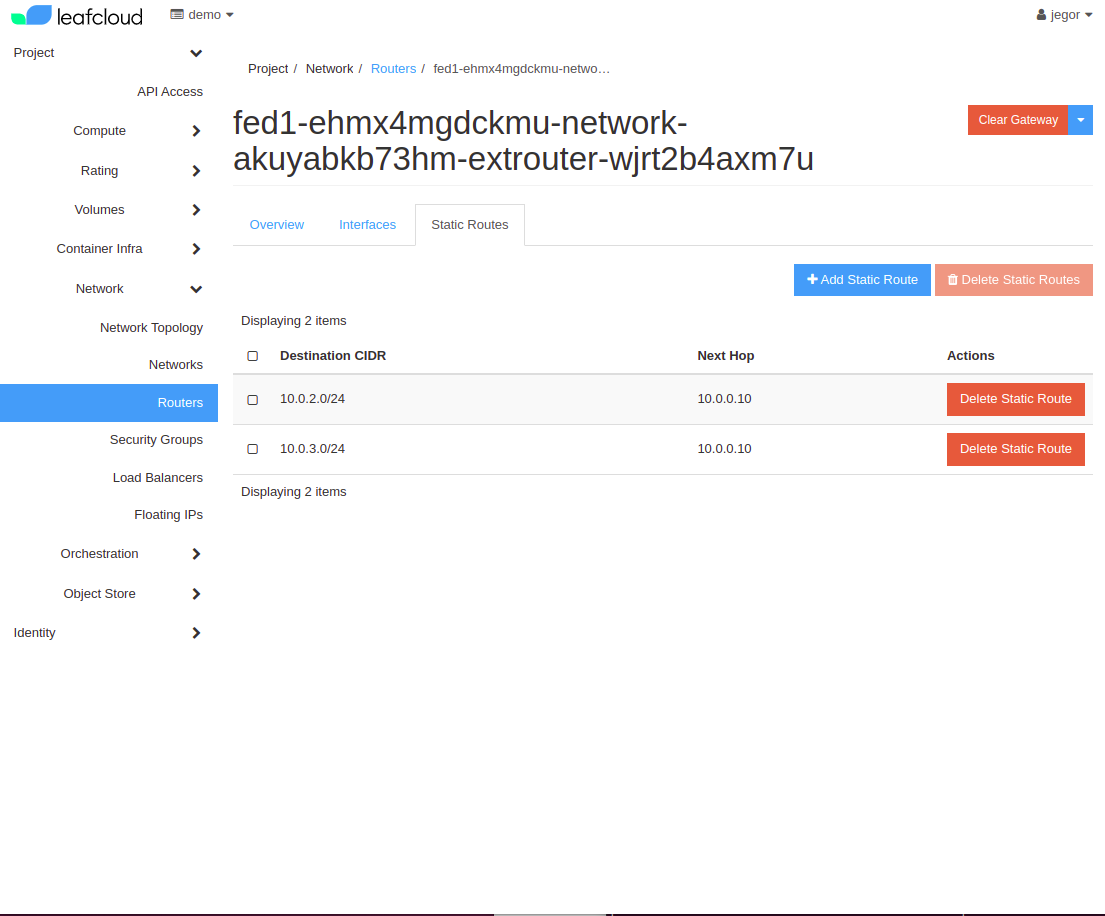 leafcloud demo jegor
Project
API Access
Compute
Rating
Volumes
Container Infra
Network
Network Topology
Networks
Routers
Security Groups
Load Balancers
Floating IPs
Orchestration
Object Store
Identity
Project / Network / Routers / fed1-ehmx4mgdckmu-netwo…
fed1-ehmx4mgdckmu-network-
akuyabkb73hm-extrouter-wjrt2b4axm7u
Clear Gateway
Overview Interfaces Static Routes
Add Static Route Delete Static Routes
Displaying 2 items
Destination CIDR Next Hop Actions
10.0.2.0/24 10.0.0.10 Delete Static Route
10.0.3.0/24 10.0.0.10 Delete Static Route
Displaying 2 items